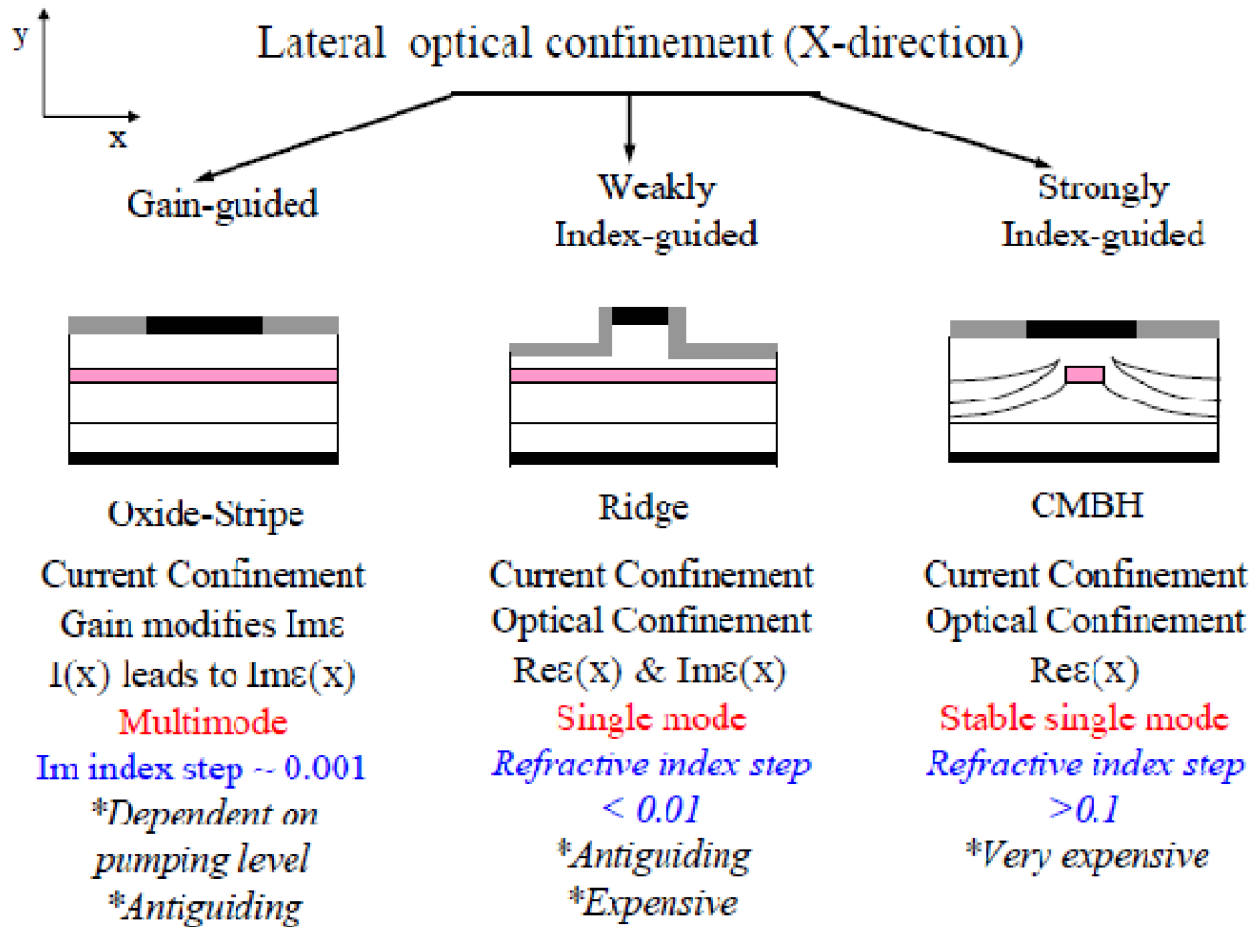 y
Lateral optical confinement (X-direction)
x
Gain-guided
Weakly
Index-guided
Strongly
Index-guided
Oxide-Stripe
Current Confinement
Gain modifies Imε
I(x) leads to Imε(x)
Multimode
Im index step ~ 0.001
*Dependent on
pumping level
*Antiguiding
Ridge
Current Confinement
Optical Confinement
Reε(x) & Imε(x)
Single mode
Refractive index step
< 0.01
*Antiguiding
*Expensive
CMBH
Current Confinement
Optical Confinement
Reε(x)
Stable single mode
Refractive index step
>0.1
*Very expensive